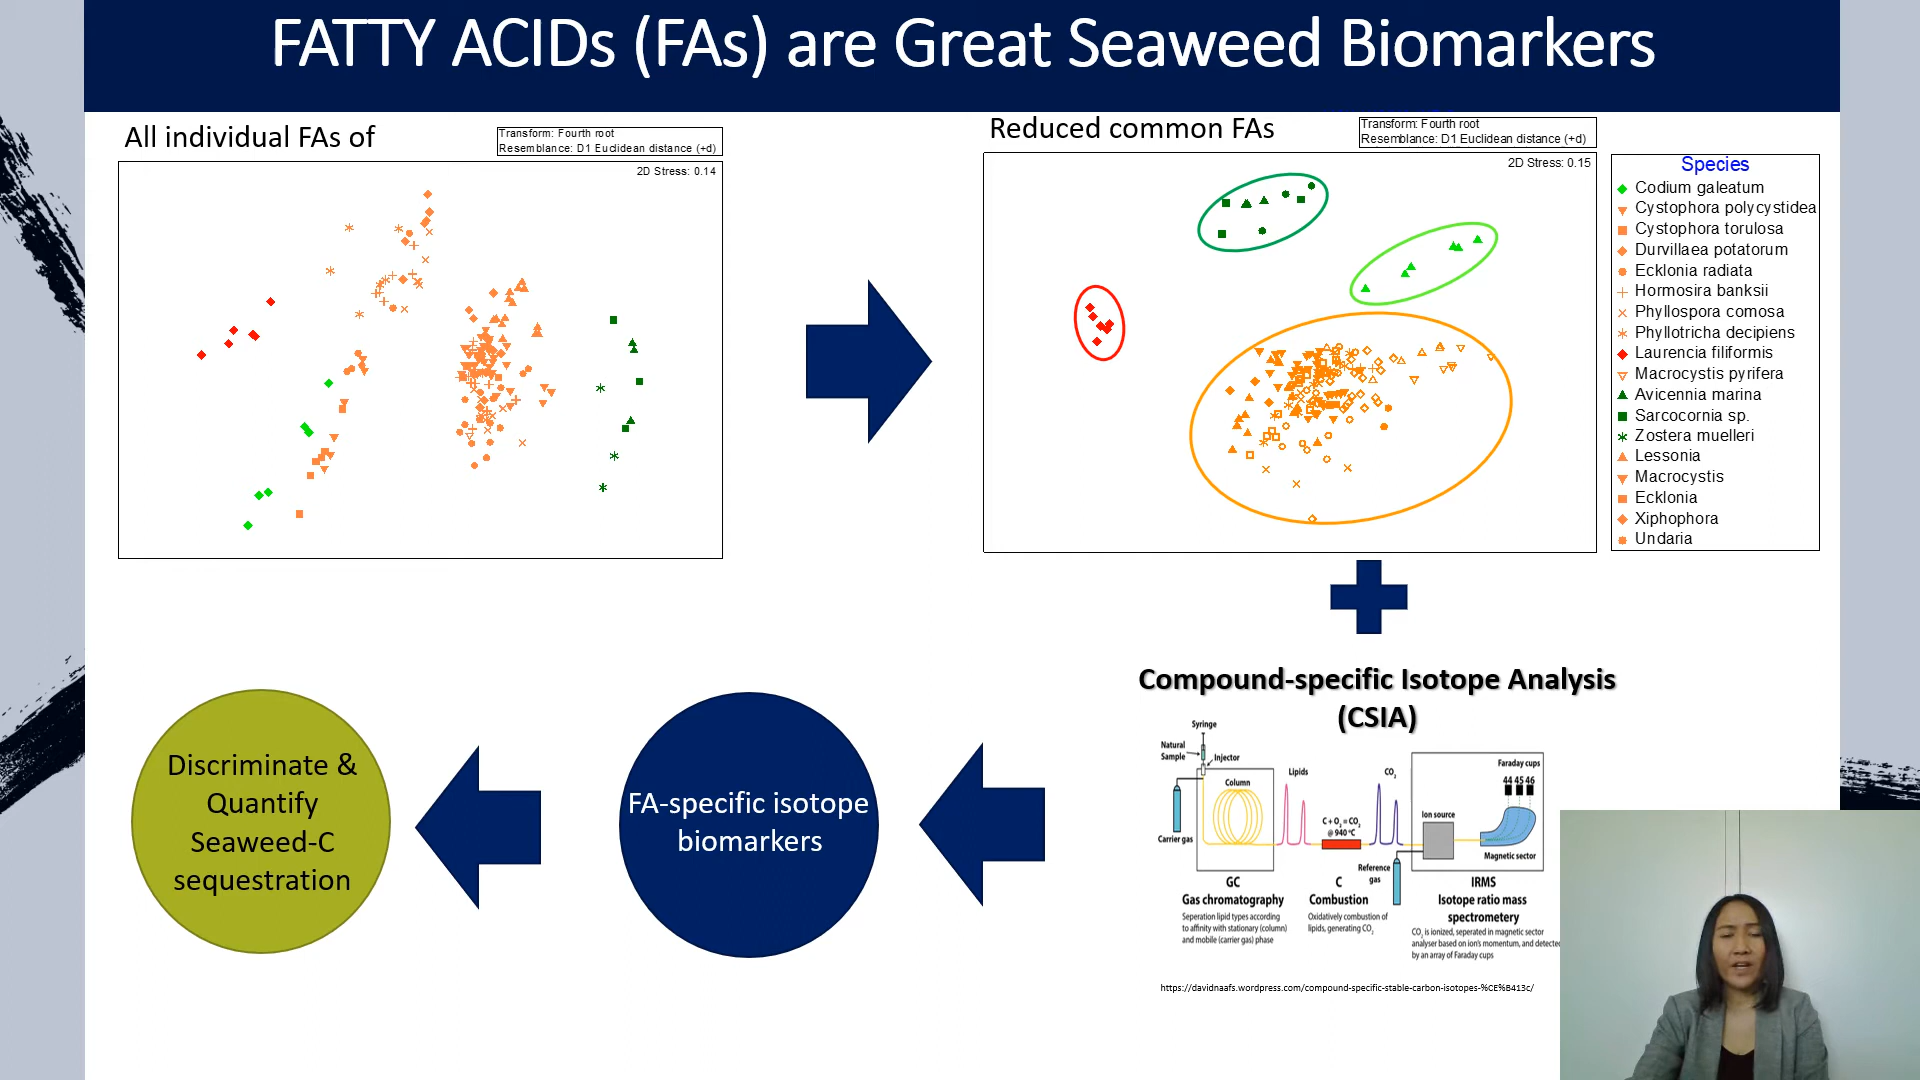 FATTY ACIDs (FAs) are Great Seaweed Biomarkers
All individual FAs of
Transform: Fourth root
Resemblance: D1 Euclidean distance (+d)
2D Stress: 0.14
Reduced common FAs
Transform: Fourth root
Resemblance: D1 Euclidean distance (+d)
2D Stress: 0.15
Species
Codium galeatum
Cystophora polycystidea
Cystophora torulosa
Durvillaea potatorum
Ecklonia radiata
Hormosira banksii
Phyllospora comosa
Phyllotricha decipiens
Laurencia filiformis
Macrocystis pyrifera
Avicennia marina
Sarcocornia sp.
Zostera muelleri
Lessonia
Macrocystis
Ecklonia
Xiphophora
Undaria
Compound-specific Isotope Analysis
(CSIA)
Syringe
Natural
Sample
Injector
Column
Carrier gas
Lipids
C + O₂ = CO₂
@ 940 °C
CO₂
Reference
gas
Ion source
Faraday cups
44 45 46
Magnetic sector
GC
Gas chromatography
Seperation lipid types according
to affinity with stationary (column)
and mobile (carrier gas) phase
C
Combustion
Oxidatively combustion of
lipids, generating CO₂
IRMS
Isotope ratio mass
spectrometery
CO₂ is ionized, seperated in magnetic sector
analyser based on ion's momentum, and detected
by an array of Faraday cups
https://davidnaafs.wordpress.com/compound-specific-stable-carbon-isotopes-%CE%B413c/
FA-specific isotope
biomarkers
Discriminate &
Quantify
Seaweed-C
sequestration